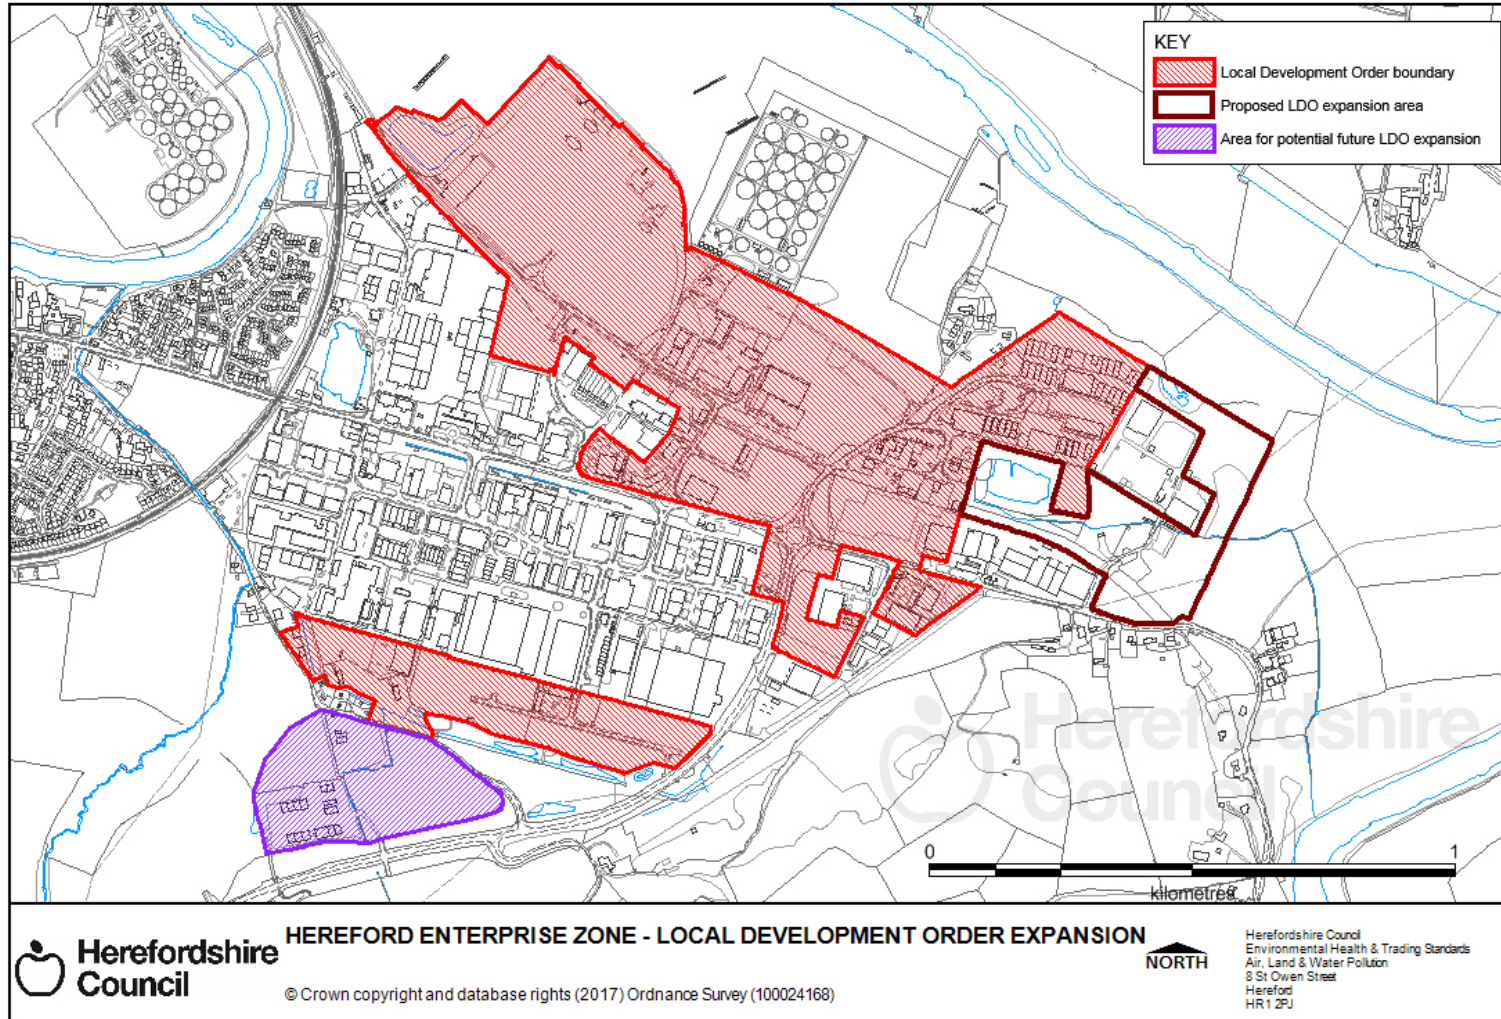 KEY
Local Development Order boundary
Proposed LDO expansion area
Area for potential future LDO expansion
Herefordshire
Council
0 1
kilometres
Herefordshire
Council
HEREFORD ENTERPRISE ZONE - LOCAL DEVELOPMENT ORDER EXPANSION
© Crown copyright and database rights (2017) Ordnance Survey (100024168)
NORTH
Herefordshire Council
Environmental Health & Trading Standards
Air, Land & Water Pollution
8 St Owen Street
Hereford
HR1 2PJ